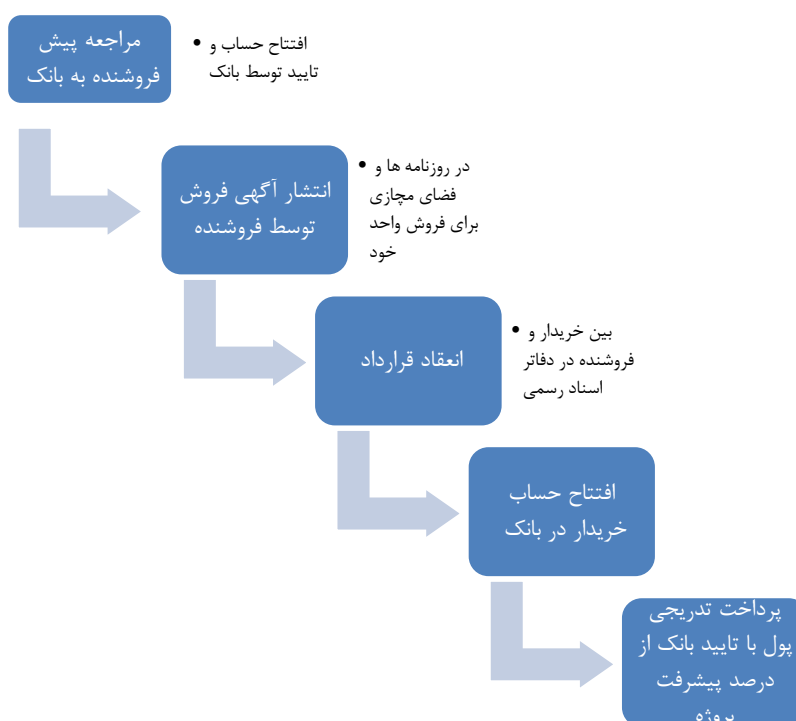 مراجعه پیش
فروشنده به بانک
• افتتاح حساب و
تایید توسط بانک
انتشار آگهی فروش
توسط فروشنده
• در روزنامه ها و
فضای مچازی
برای فروش واحد
خود
انعقاد قرارداد
• بین خریدار و
فروشنده در دفاتر
اسناد رسمی
افتتاح حساب
خریدار در بانک
پرداخت تدریجی
پول با تایید بانک از
درصد پیشرفت
پروژه